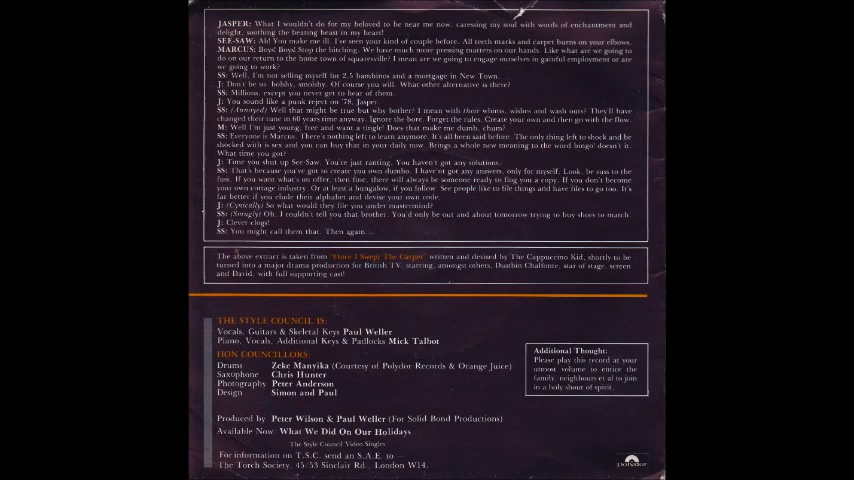 JASPER: What I wouldn't do for my beloved to be near me now, caressing my soul with words of enchantment and
delight, soothing the beating beast in my heart!
SEE-SAW: Ah! You make me ill. I've seen your kind of couple before. All teeth marks and carpet burns on your elbows.
MARCUS: Boys! Boys! Stop the bitching. We have much more pressing matters on our hands. Like what are we going to
do on our return to the home town of squaresville? I mean are we going to engage ourselves in gainful employment or are
we going to work?
SS: Well, I'm not selling myself for 2.5 bambinos and a mortgage in New Town.
J: Don't be so bolshy, smolshy. Of course you will. What other alternative is there?
SS: Millions, except you never get to hear of them.
J: You sound like a punk reject on '78, Jasper.
SS: (Annoyed) Well that might be true but why bother? I mean with their whims, wishes and wash outs? They'll have
changed their tune in 60 years time anyway. Ignore the bore. Forget the rules. Create your own and then go with the flow.
M: Well I'm just young, free and want a tingle! Does that make me dumb, chum?
SS: Everyone is Marcus. There's nothing left to learn anymore. It's all been said before. The only thing left to shock and be
shocked with is sex and you can buy that in your daily now. Brings a whole new meaning to the word bingo! doesn't it.
What time you got?
J: Time you shut up See-Saw. You're just ranting. You haven't got any solutions.
SS: That's because you've got to create you own dumbo. I haven't got any answers, only for myself. Look, be suss to the
fuss. If you want what's on offer, then fine, there will always be someone ready to flog you a copy. If you don't become
your own cottage industry. Or at least a bungalow, if you follow. See people like to file things and have files to go too. It's
far better if you elude their alphabet and devise your own code.
J: (Cynically) So what would they file you under mastermind?
SS: (Smugly) Oh, I couldn't tell you that brother. You'd only be out and about tomorrow trying to buy shoes to match.
J: Clever clogs!
SS: You might call them that. Then again...
The above extract is taken from "Once I Swept The Carpet" written and devised by The Cappuccino Kid, shortly to be
turned into a major drama production for British TV, starring, amongst others, Dustbin Chalfonte, star of stage, screen
and David, with full supporting cast!
THE STYLE COUNCIL IS:
Vocals, Guitars & Skeletal Keys Paul Weller
Piano, Vocals, Additional Keys & Padlocks Mick Talbot
HON COUNCILLORS:
Drums Zeke Manyika (Courtesy of Polydor Records & Orange Juice)
Saxophone Chris Hunter
Photography Peter Anderson
Design Simon and Paul
Additional Thought:
Please play this record at your
utmost volume to entice the
family, neighbours et al to join
in a holy shout of spirit.
Produced by Peter Wilson & Paul Weller (For Solid Bond Productions)
Available Now: What We Did On Our Holidays
The Style Council Video Singles
For information on T.S.C. send an S.A.E. to —
The Torch Society, 45/53 Sinclair Rd., London W14.
polydor